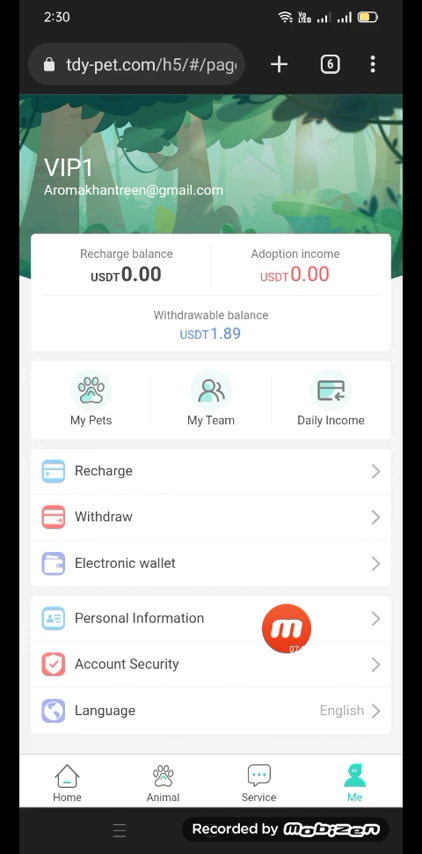 2:30
Vo
LTE
tdy-pet.com/h5/#/pag
6
VIP1
Aromakhantreen@gmail.com
Recharge balance
USDT0.00
Adoption income
USDT0.00
Withdrawable balance
USDT1.89
My Pets
My Team
Daily Income
Recharge
Withdraw
Electronic wallet
Personal Information
m
Account Security
Language
English
Home
Animal
Service
Me
Recorded by mobizen